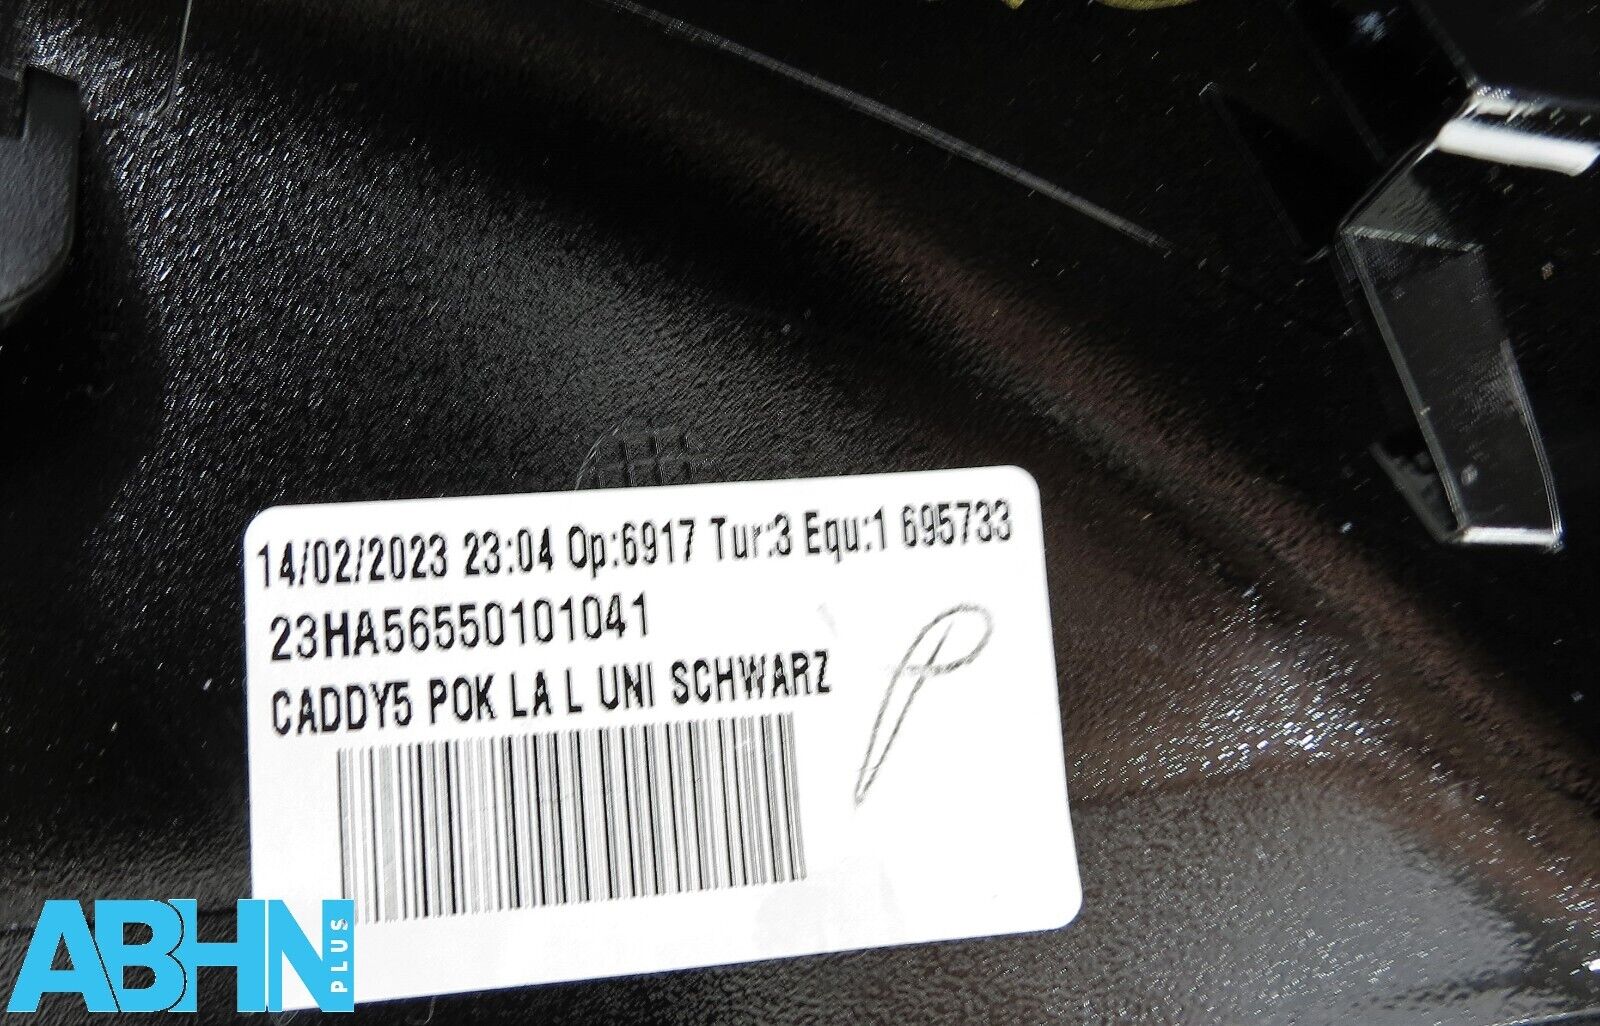 14/02/2023 23:04 Op:6917 Tur:3 Equ:1 695733
23HA56550101041
CADDY5 POK LA L UNI SCHWARZ
P
ABHN PLUS